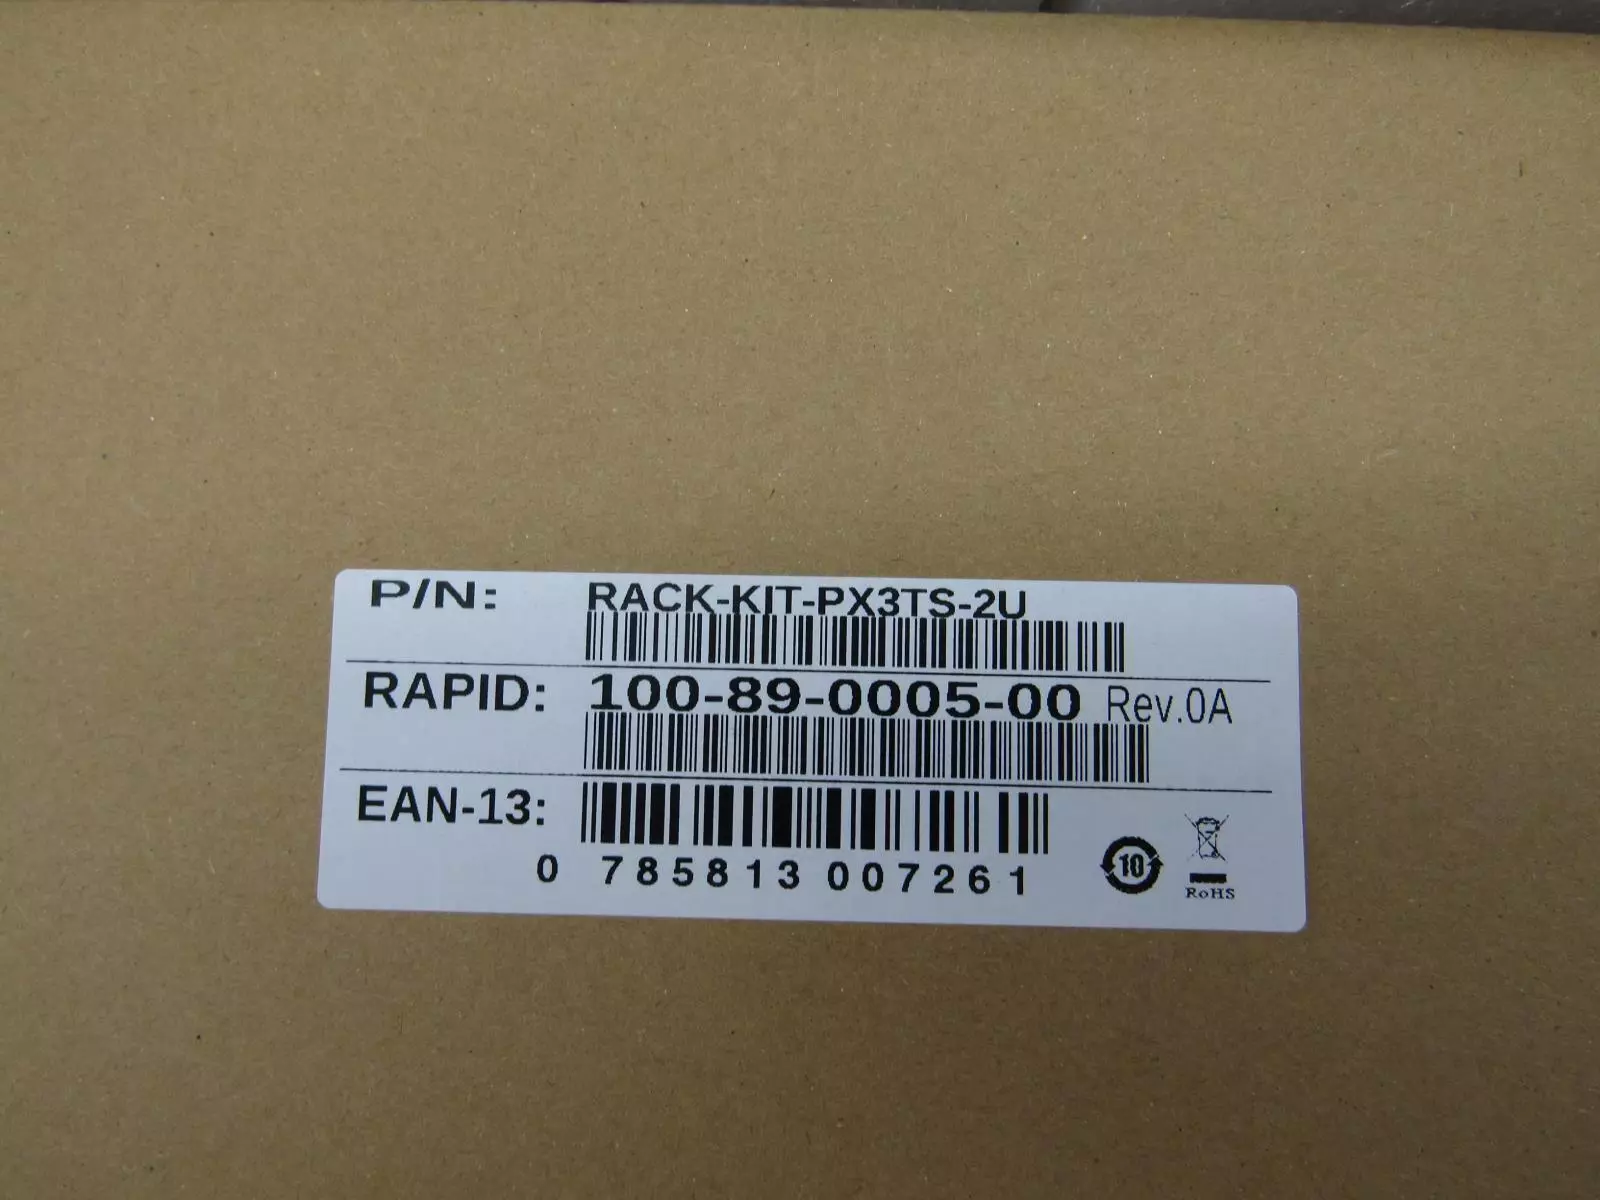 P/N: RACK-KIT-PX3TS-2U
RAPID: 100-89-0005-00 Rev.0A
EAN-13:
0 785813 007261
10
RoHS